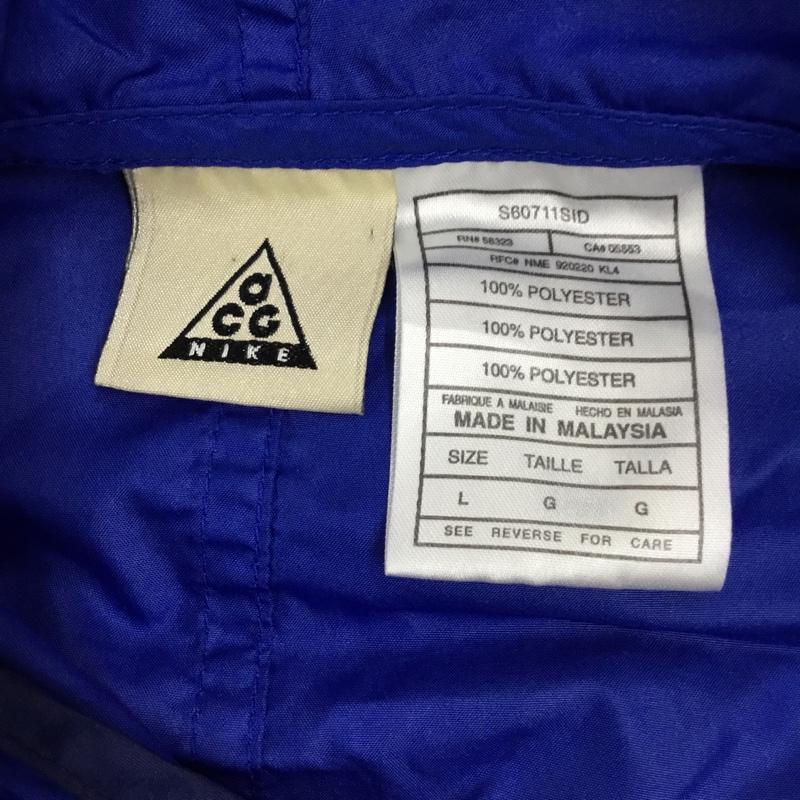 aCG
NIKE
S60711SID
RN# 56323 CA# 05553
RFC# NME 920220 KL4
100% POLYESTER
100% POLYESTER
100% POLYESTER
FABRIQUE A MALAISIE HECHO EN MALASIA
MADE IN MALAYSIA
SIZE TAILLE TALLA
L G G
SEE REVERSE FOR CARE